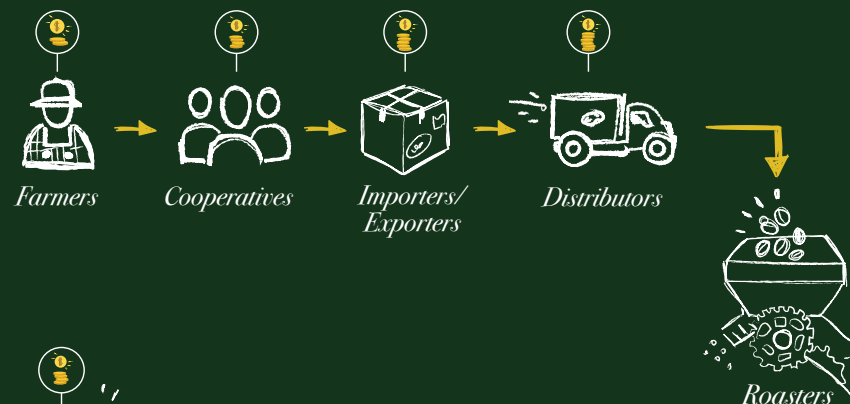 Farmers
Cooperatives
Importers/
Exporters
Distributors
Roasters